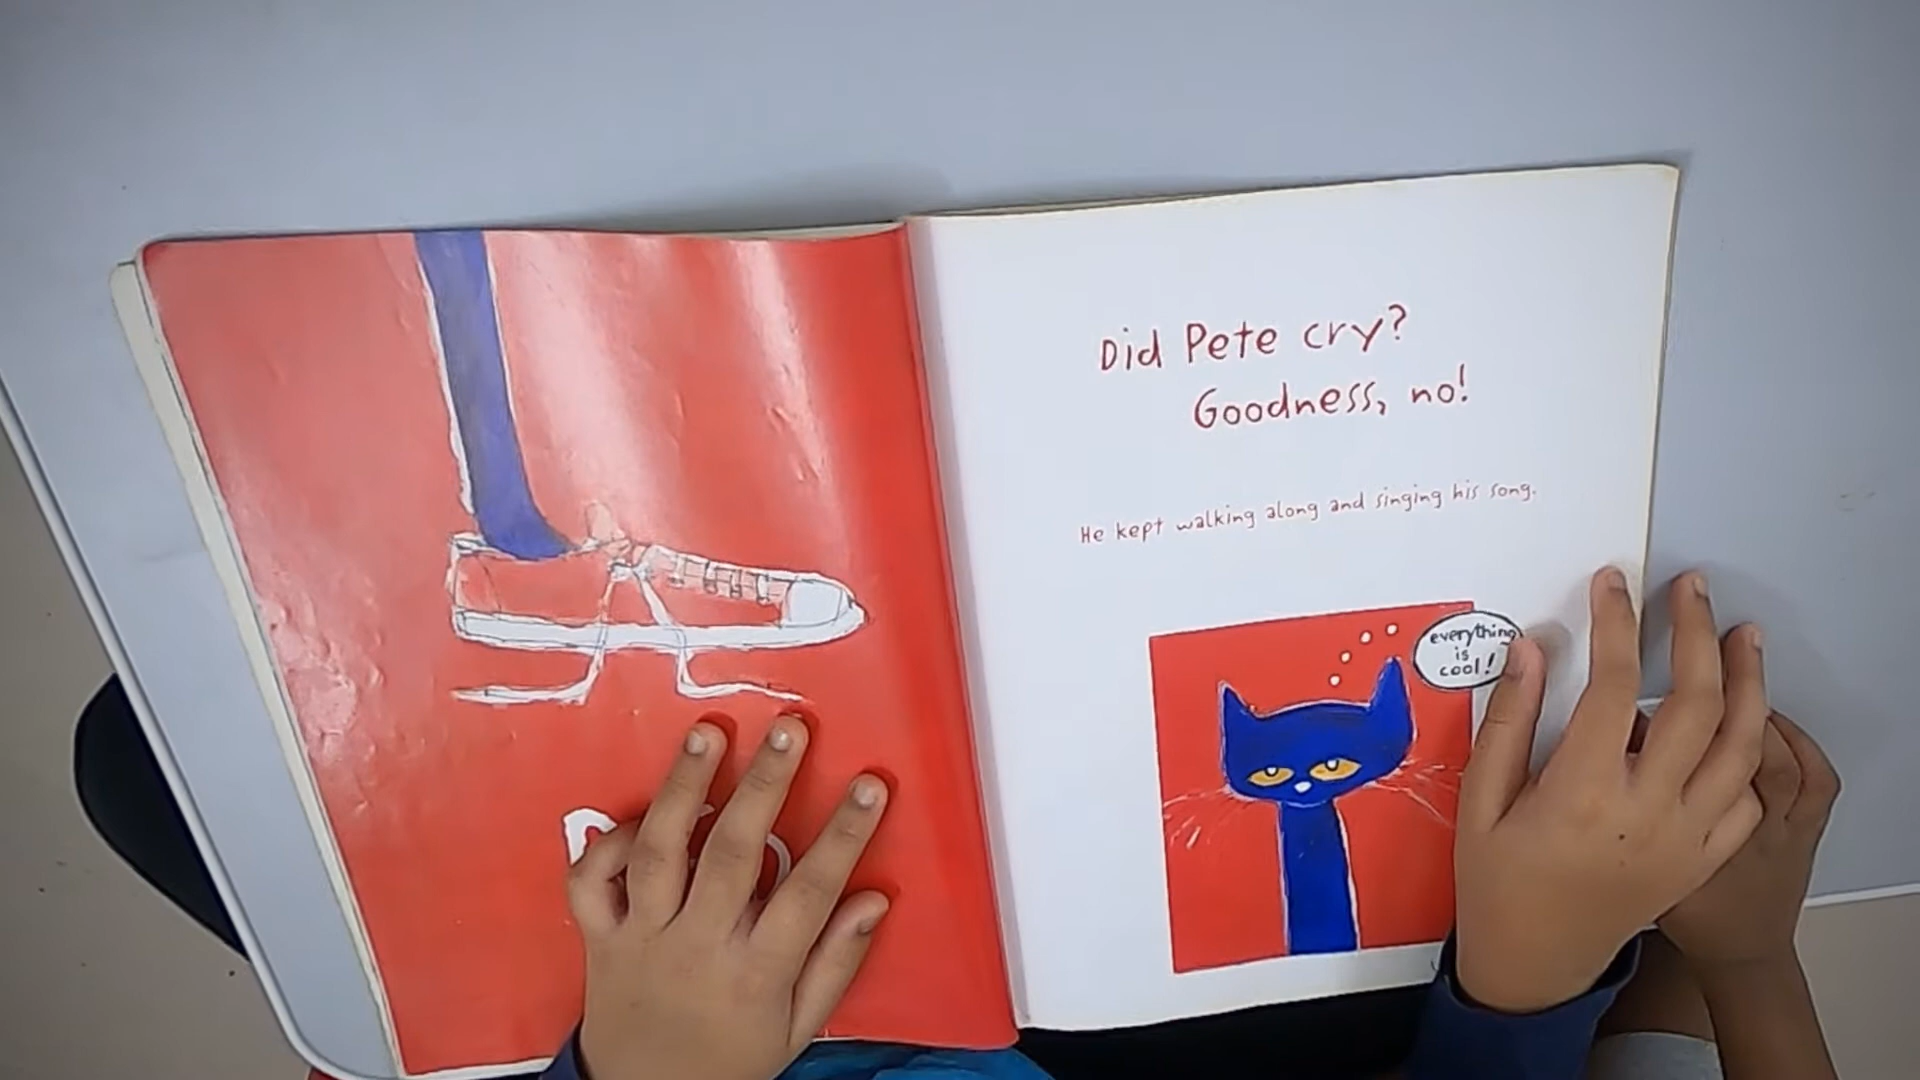 Did Pete cry?
Goodness, no!
He kept walking along and singing his song.
everything
is
cool!